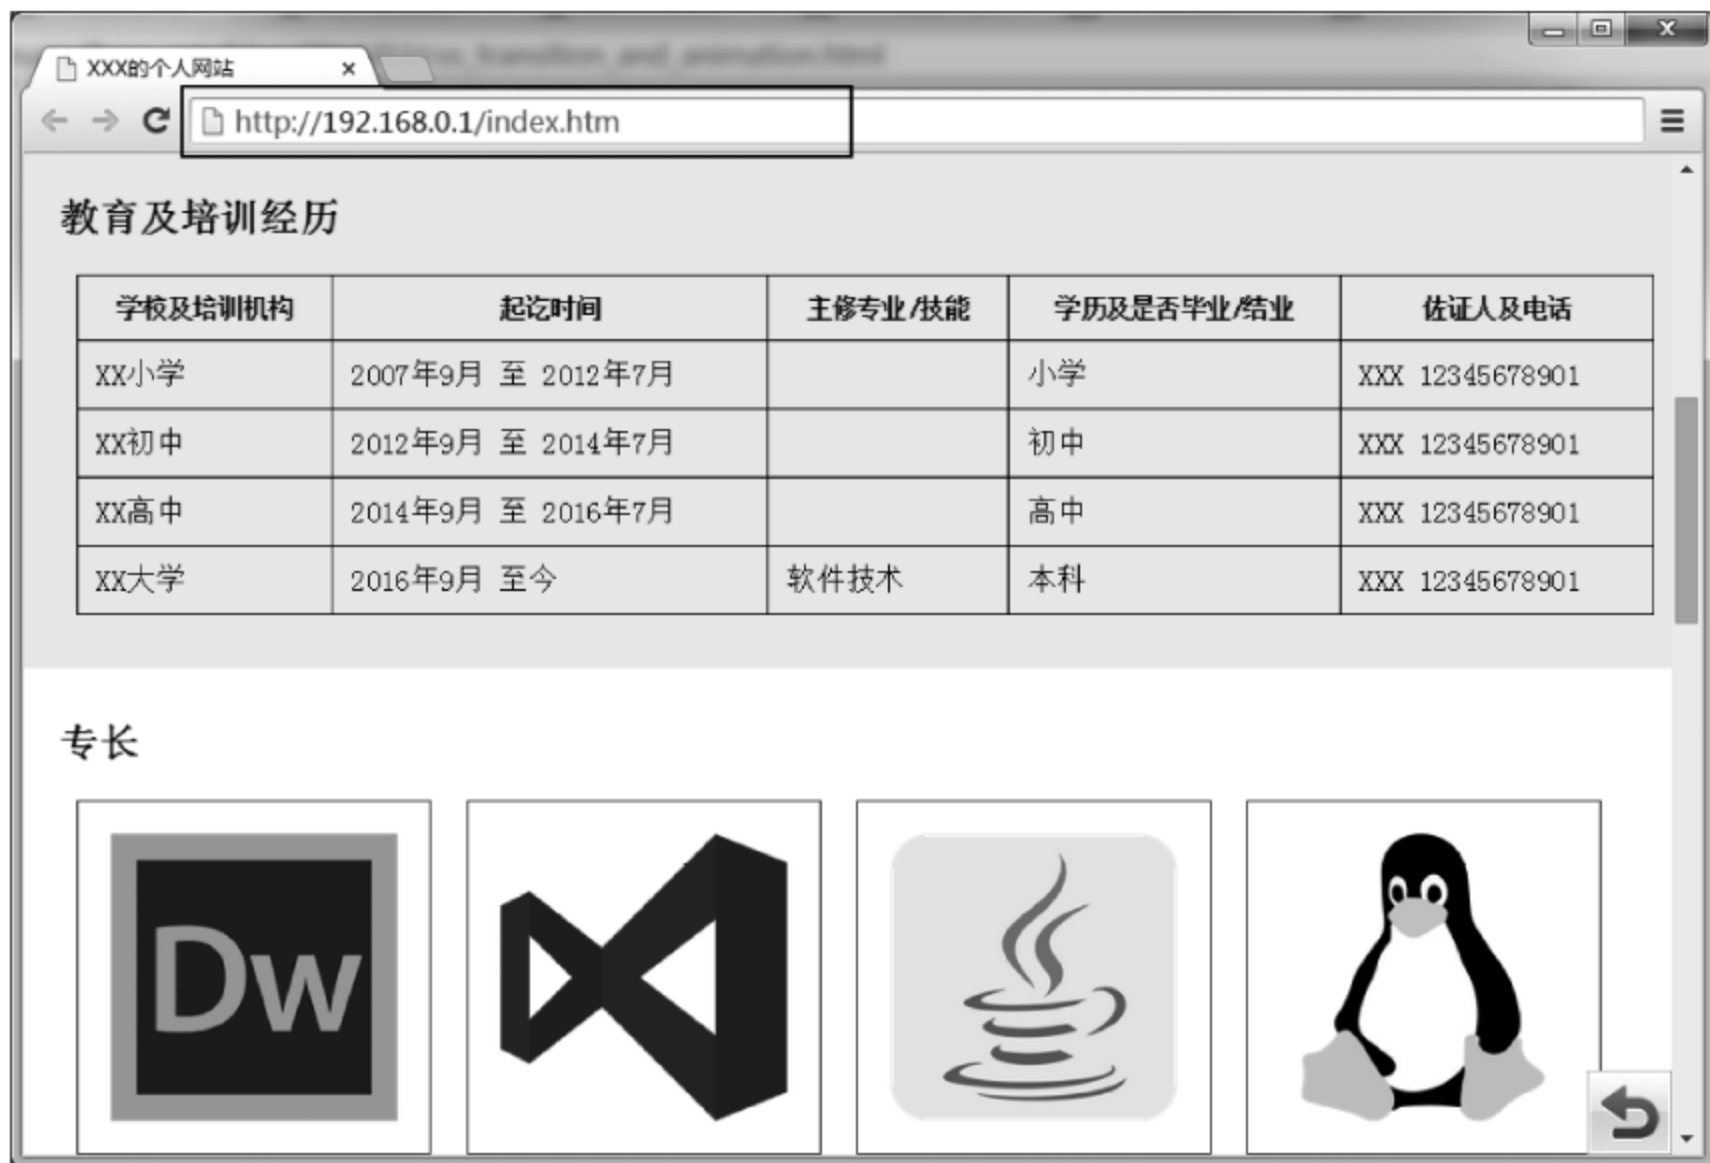 XXX的个人网站
http://192.168.0.1/index.htm
教育及培训经历
学校及培训机构 起讫时间 主修专业/技能 学历及是否毕业/结业 佐证人及电话
XX小学 2007年9月 至 2012年7月 小学 XXX 12345678901
XX初中 2012年9月 至 2014年7月 初中 XXX 12345678901
XX高中 2014年9月 至 2016年7月 高中 XXX 12345678901
XX大学 2016年9月 至今 软件技术 本科 XXX 12345678901
专长
Dw